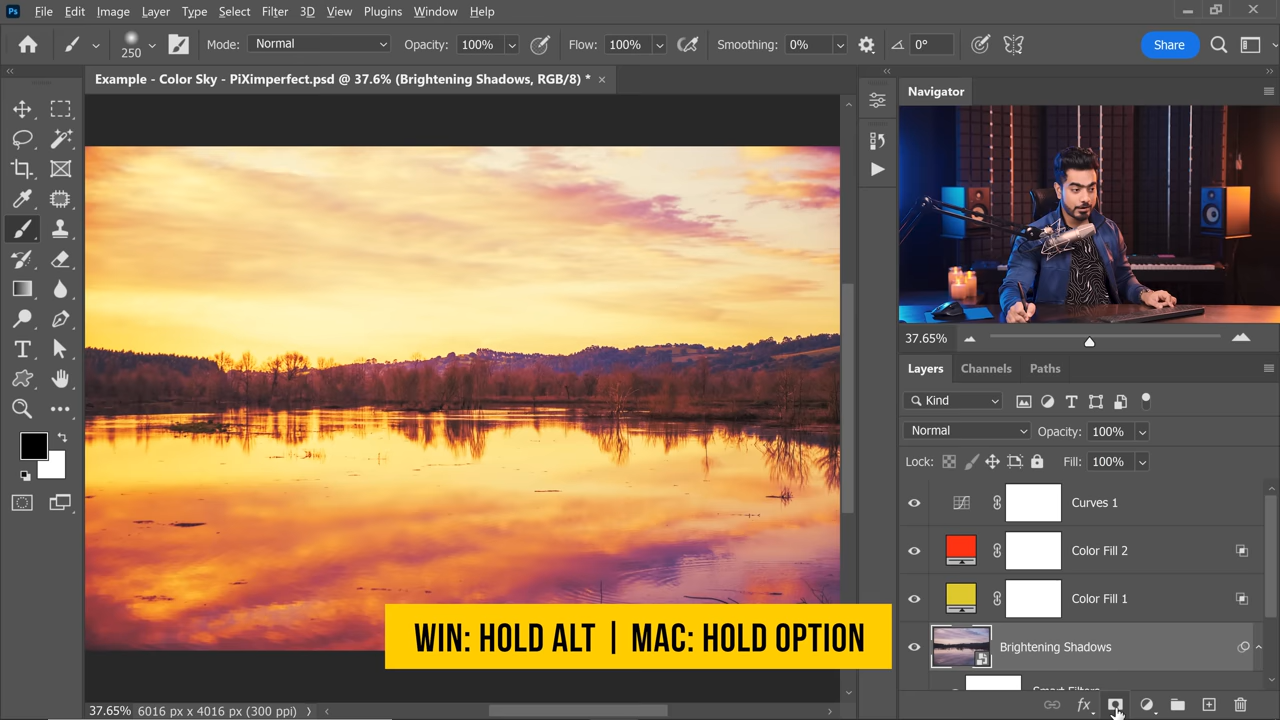 Ps File Edit Image Layer Type Select Filter 3D View Plugins Window Help
250 Mode: Normal Opacity: 100% Flow: 100% Smoothing: 0% 0° Share
Example - Color Sky - PiXimperfect.psd @ 37.6% (Brightening Shadows, RGB/8) *
Navigator
37.65%
Layers Channels Paths
Kind
Normal Opacity: 100%
Lock: Fill: 100%
Curves 1
Color Fill 2
Color Fill 1
Brightening Shadows
Smart Filters
WIN: HOLD ALT | MAC: HOLD OPTION
37.65% 6016 px x 4016 px (300 ppi)
fx